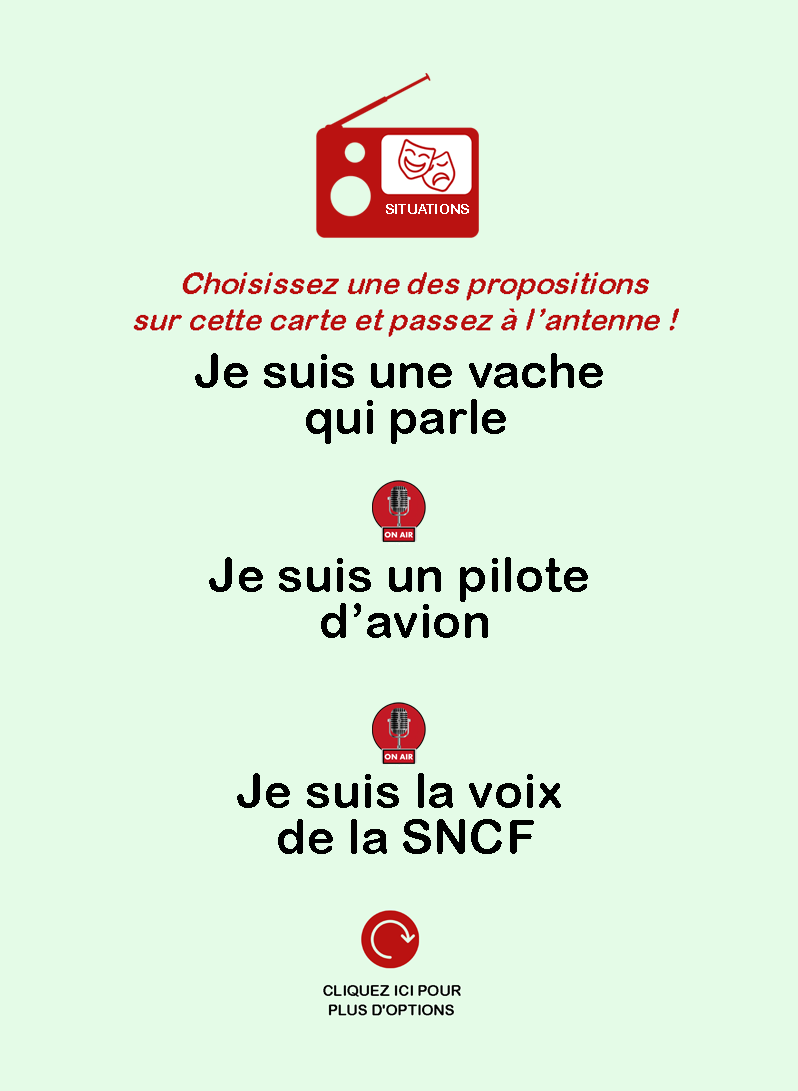 SITUATIONS
Choisissez une des propositions
sur cette carte et passez à l’antenne !
Je suis une vache
qui parle
ON AIR
Je suis un pilote
d’avion
ON AIR
Je suis la voix
de la SNCF
CLIQUEZ ICI POUR
PLUS D'OPTIONS